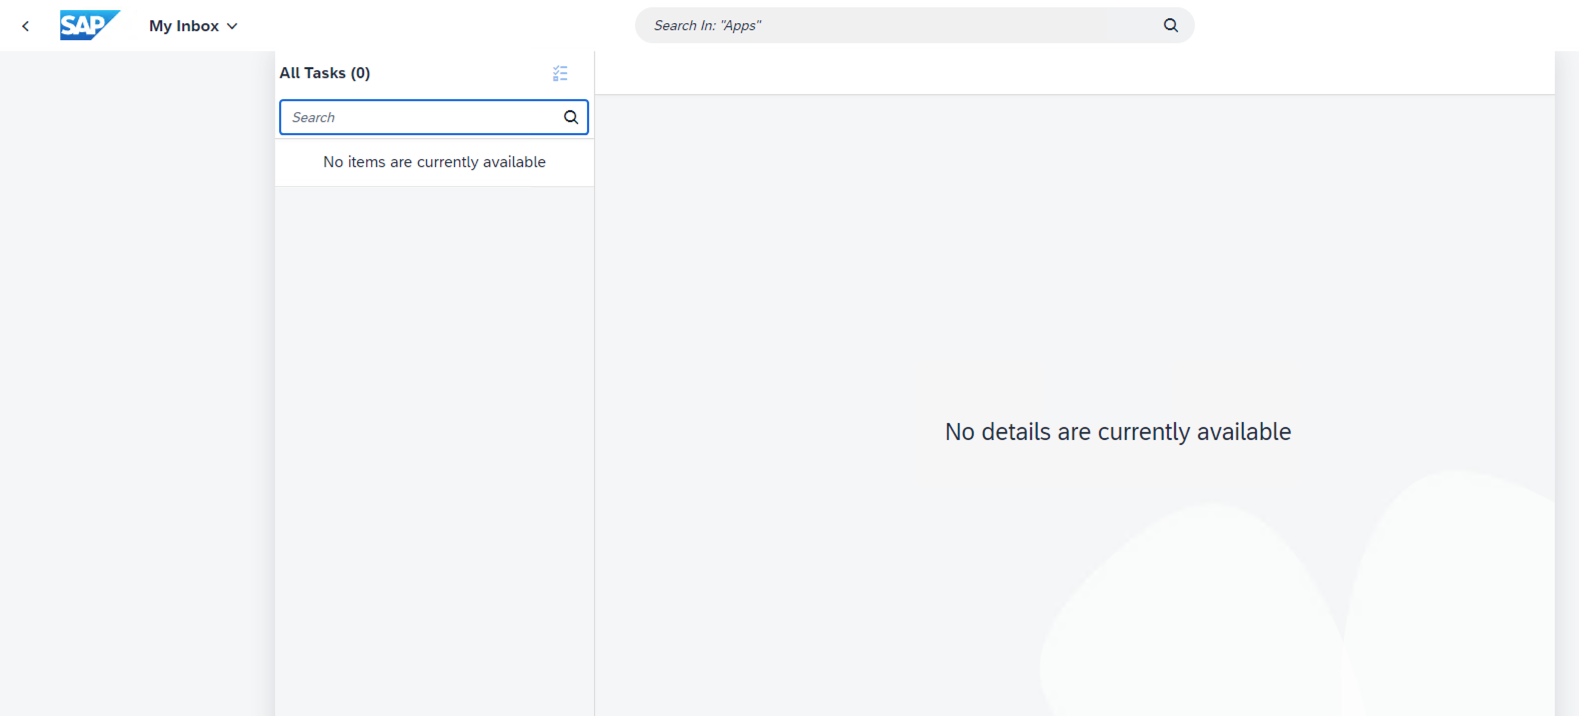 SAP
My Inbox
Search In: "Apps"
All Tasks (0)
Search
No items are currently available
No details are currently available